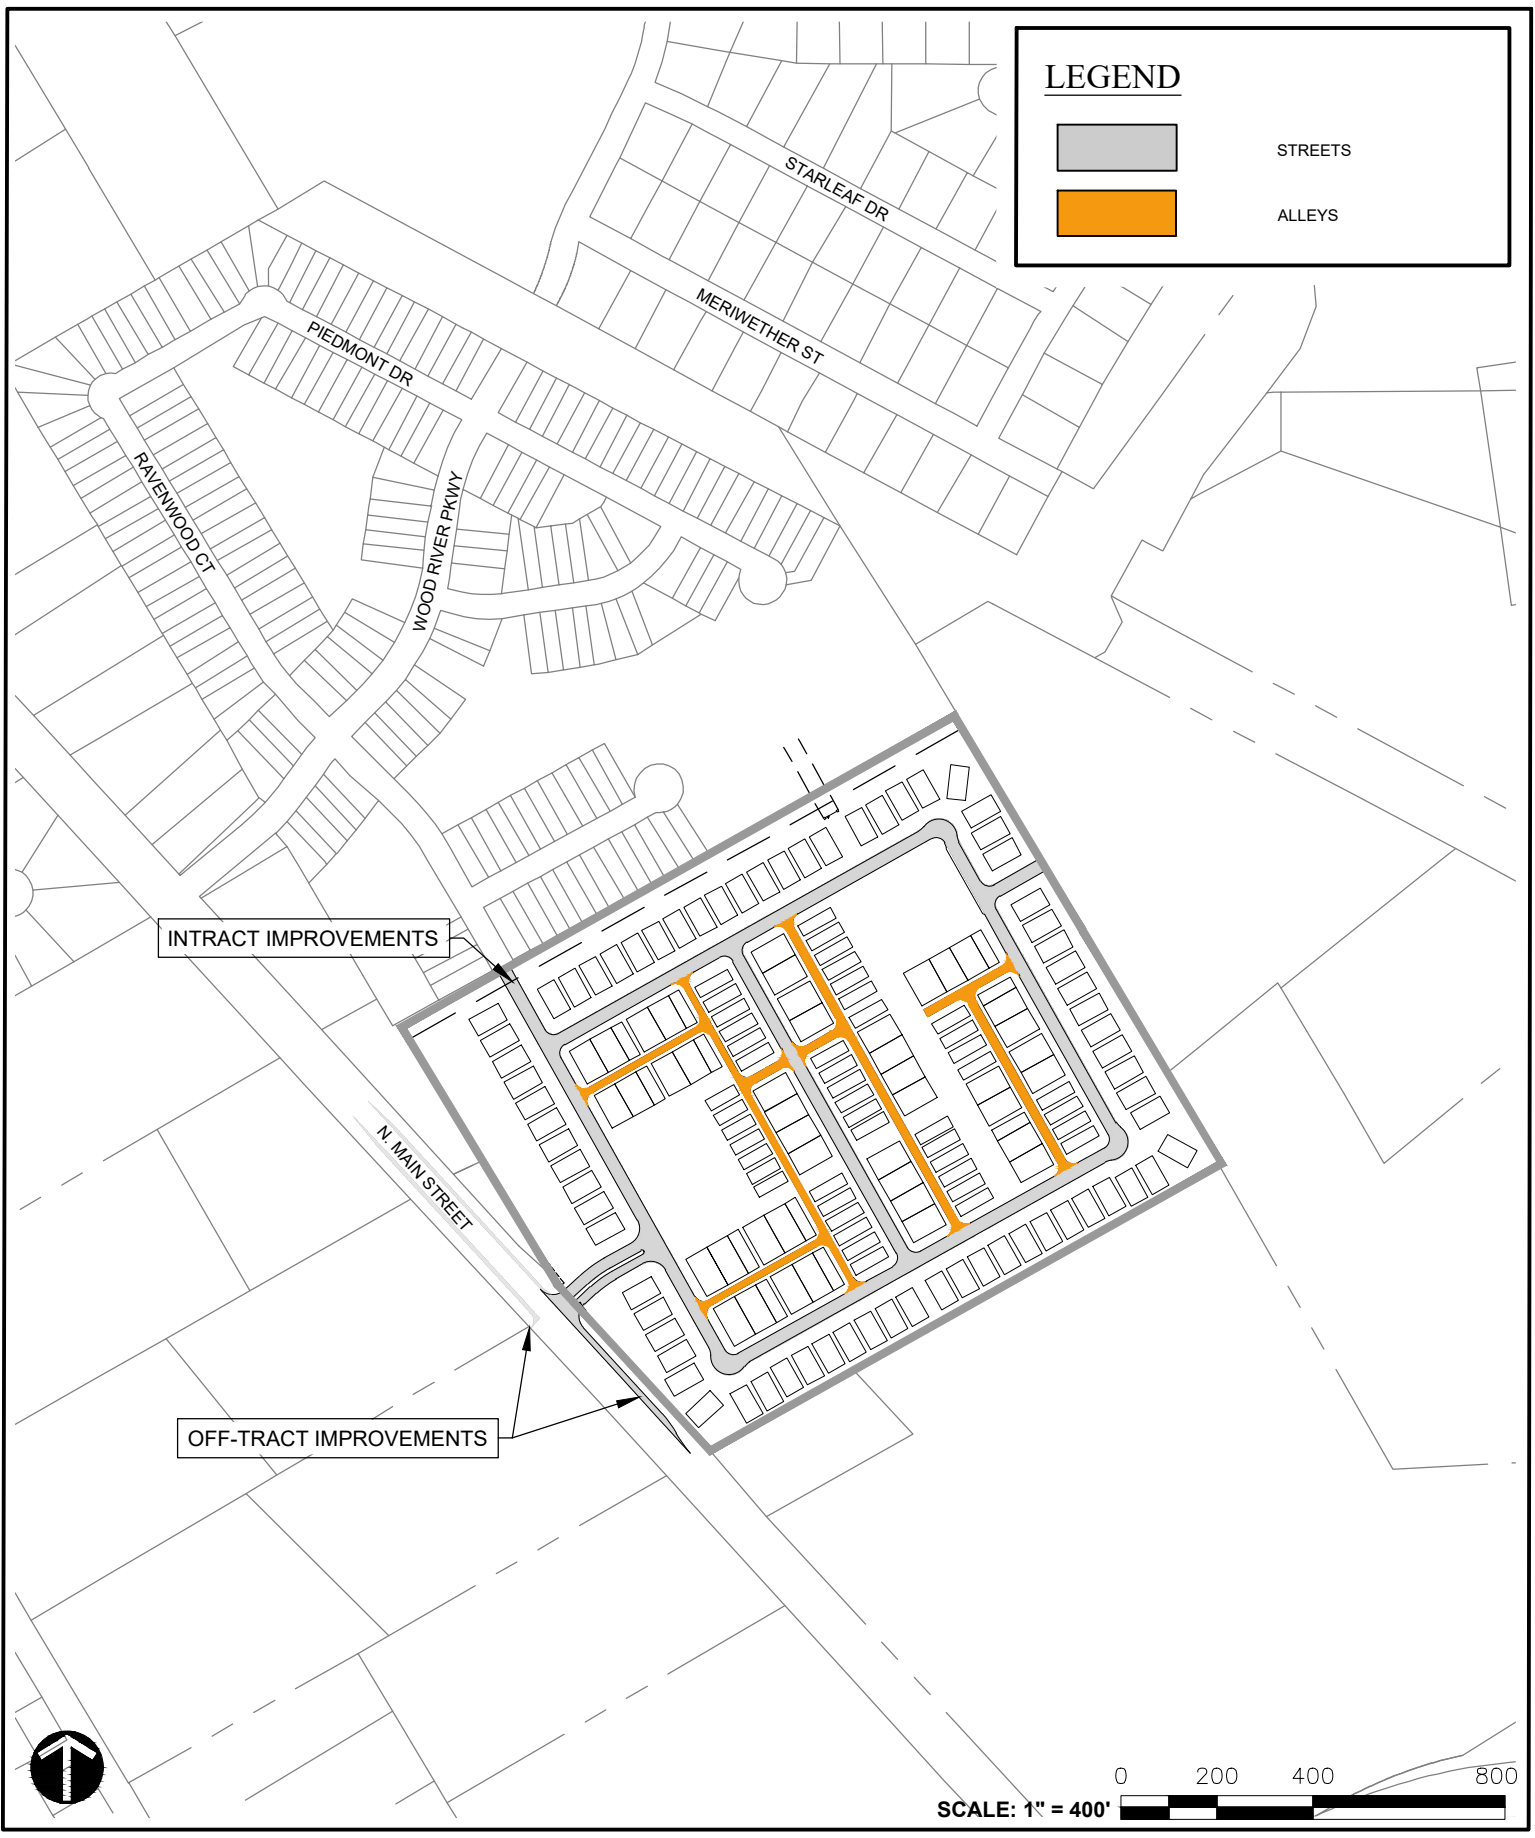 LEGEND
STREETS
ALLEYS
STARLEAF DR
MERIWETHER ST
PIEDMONT DR
RAVENWOOD CT
WOOD RIVER PKWY
INTRACT IMPROVEMENTS
N. MAIN STREET
OFF-TRACT IMPROVEMENTS
0 200 400 800
SCALE: 1" = 400'